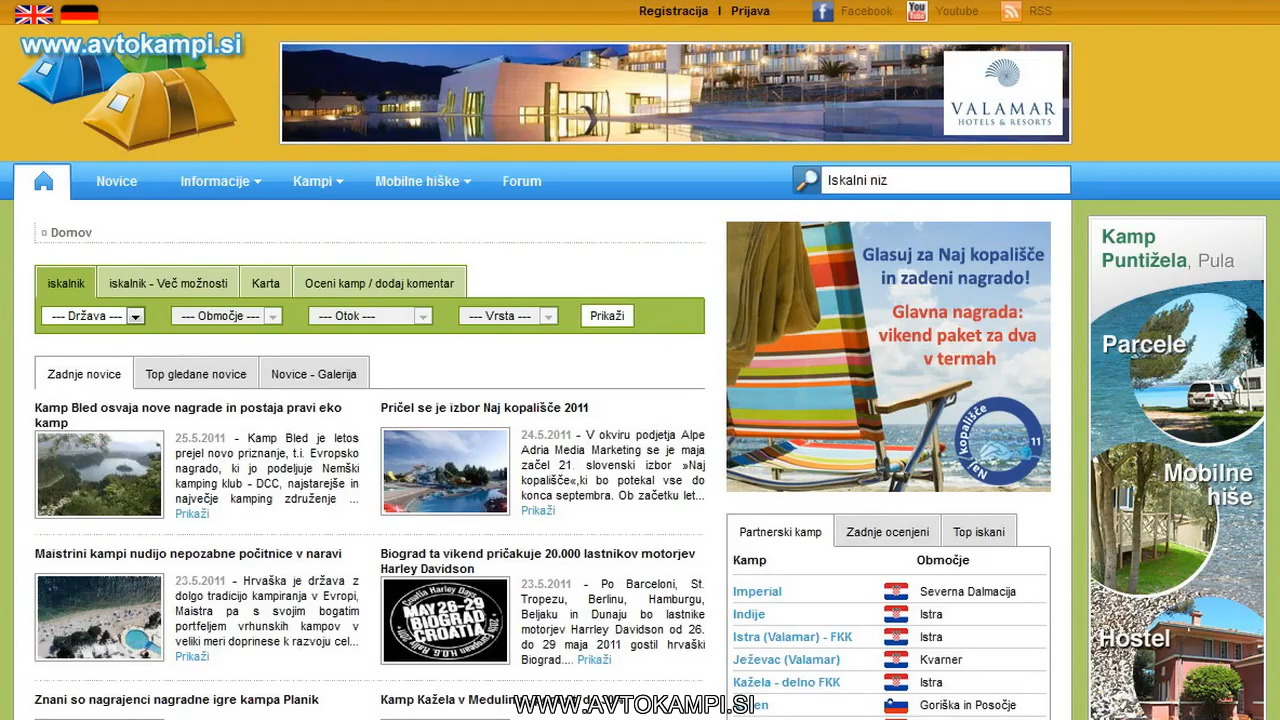 Registracija I Prijava
Facebook
Youtube
RSS
www.avtokampi.si
VALAMAR
HOTELS & RESORTS
Novice
Informacije
Kampi
Mobilne hiške
Forum
Iskalni niz
Domov
iskalnik
iskalnik - Več možnosti
Karta
Oceni kamp / dodaj komentar
--- Država ---
--- Območje ---
--- Otok ---
--- Vrsta ---
Prikaži
Zadnje novice
Top gledane novice
Novice - Galerija
Kamp Bled osvaja nove nagrade in postaja pravi eko
kamp
25.5.2011 - Kamp Bled je letos
prejel novo priznanje, t.i. Evropsko
nagrado, ki jo podeljuje Nemški
kamping klub - DCC, najstarejše in
največje kamping združenje ...
Prikaži
Pričel se je izbor Naj kopališče 2011
24.5.2011 - V okviru podjetja Alpe
Adria Media Marketing se je maja
začel 21. slovenski izbor »Naj
kopališče«,ki bo potekal vse do
konca septembra. Ob začetku let...
Prikaži
Maistrini kampi nudijo nepozabne počitnice v naravi
23.5.2011 - Hrvaška je država z
dolgo tradicijo kampiranja v Evropi,
Maistra pa s svojim bogatim
portfeljem vrhunskih kampov v
veliki meri doprinese k razvoju cel...
Prikaži
Biograd ta vikend pričakuje 20.000 lastnikov motorjev
Harley Davidson
Croatia Harley Days
MAY 26-29
BIOGRAD
CROATIA
23.5.2011 - Po Barceloni, St.
Tropezu, Berlinu, Hamburgu,
Beljaku in Dunaju bo lastnike
motorjev Harrley Davidson od 26.
do 29 maja 2011 gostil hrvaški
Biograd.... Prikaži
Znani so nagrajenci nagradne igre kampa Planik
Kamp Kažela v Medulin
WWW.AVTOKAMPI.SI
Glasuj za Naj kopališče
in zadeni nagrado!
Glavna nagrada:
vikend paket za dva
v termah
Naj kopališče 11
Partnerski kamp
Zadnje ocenjeni
Top iskani
Kamp Območje
Imperial Severna Dalmacija
Indije Istra
Istra (Valamar) - FKK Istra
Ježevac (Valamar) Kvarner
Kažela - delno FKK Istra
Goriška in Posočje
Kamp
Puntižela, Pula
Parcele
Mobilne
hiše
Hostel